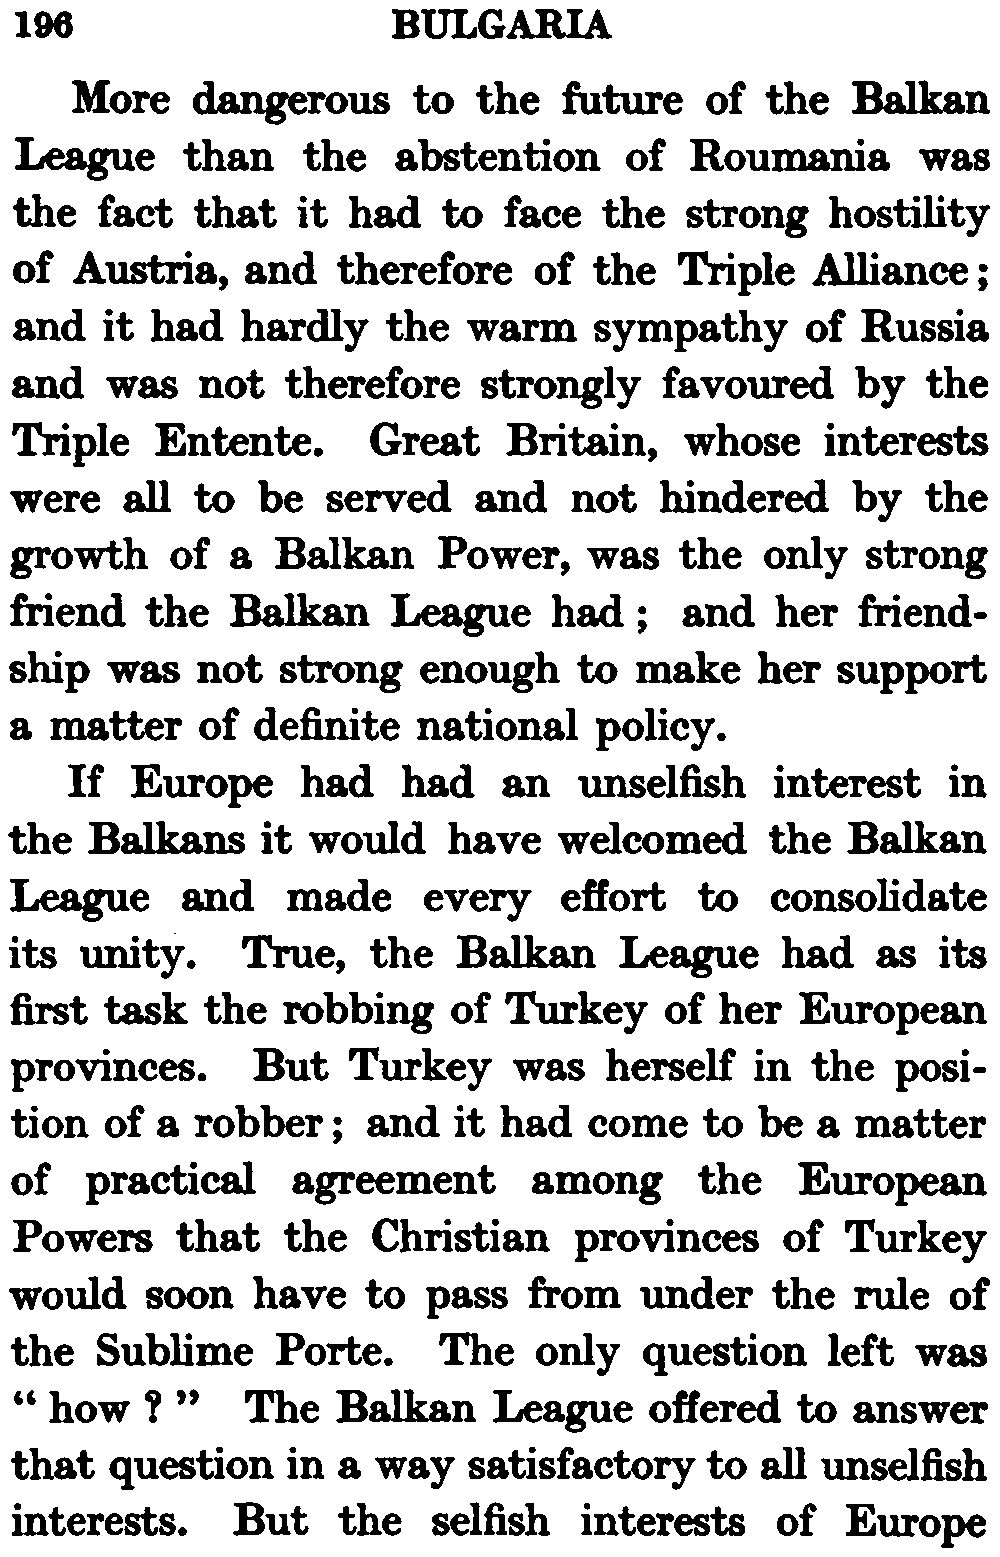 196 BULGARIA
More dangerous to the future of the Balkan
League than the abstention of Roumania was
the fact that it had to face the strong hostility
of Austria, and therefore of the Triple Alliance;
and it had hardly the warm sympathy of Russia
and was not therefore strongly favoured by the
Triple Entente. Great Britain, whose interests
were all to be served and not hindered by the
growth of a Balkan Power, was the only strong
friend the Balkan League had; and her friend-
ship was not strong enough to make her support
a matter of definite national policy.
If Europe had had an unselfish interest in
the Balkans it would have welcomed the Balkan
League and made every effort to consolidate
its unity. True, the Balkan League had as its
first task the robbing of Turkey of her European
provinces. But Turkey was herself in the posi-
tion of a robber; and it had come to be a matter
of practical agreement among the European
Powers that the Christian provinces of Turkey
would soon have to pass from under the rule of
the Sublime Porte. The only question left was
“how?” The Balkan League offered to answer
that question in a way satisfactory to all unselfish
interests. But the selfish interests of Europe